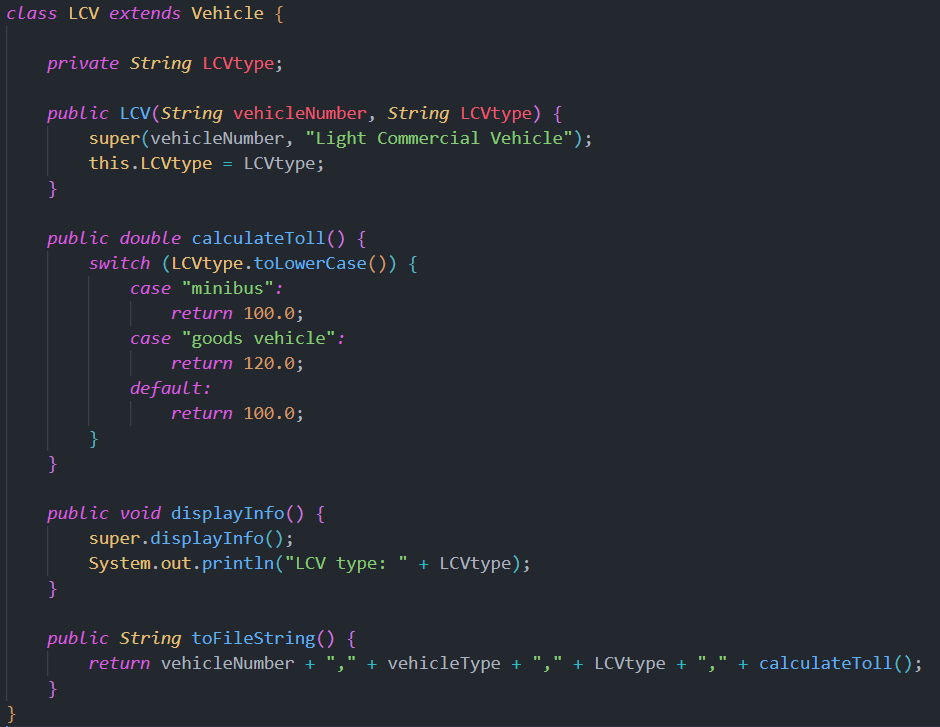 class LCV extends Vehicle {
private String LCVtype;
public LCV(String vehicleNumber, String LCVtype) {
super(vehicleNumber, "Light Commercial Vehicle");
this.LCVtype = LCVtype;
}
public double calculateToll() {
switch (LCVtype.toLowerCase()) {
case "minibus":
return 100.0;
case "goods vehicle":
return 120.0;
default:
return 100.0;
}
}
public void displayInfo() {
super.displayInfo();
System.out.println("LCV type: " + LCVtype);
}
public String toFileString() {
return vehicleNumber + "," + vehicleType + "," + LCVtype + "," + calculateToll();
}
}